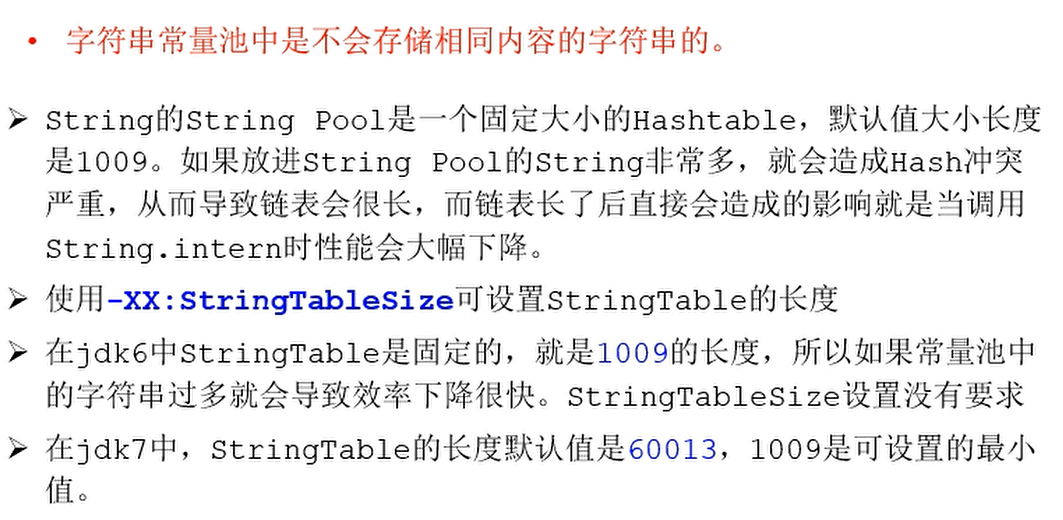 • 字符串常量池中是不会存储相同内容的字符串的。
➢ String的String Pool是一个固定大小的Hashtable，默认值大小长度
是1009。如果放进String Pool的String非常多，就会造成Hash冲突
严重，从而导致链表会很长，而链表长了后直接会造成的影响就是当调用
String.intern时性能会大幅下降。
➢ 使用-XX:StringTableSize可设置StringTable的长度
➢ 在jdk6中StringTable是固定的，就是1009的长度，所以如果常量池中
的字符串过多就会导致效率下降很快。StringTableSize设置没有要求
➢ 在jdk7中，StringTable的长度默认值是60013，1009是可设置的最小
值。